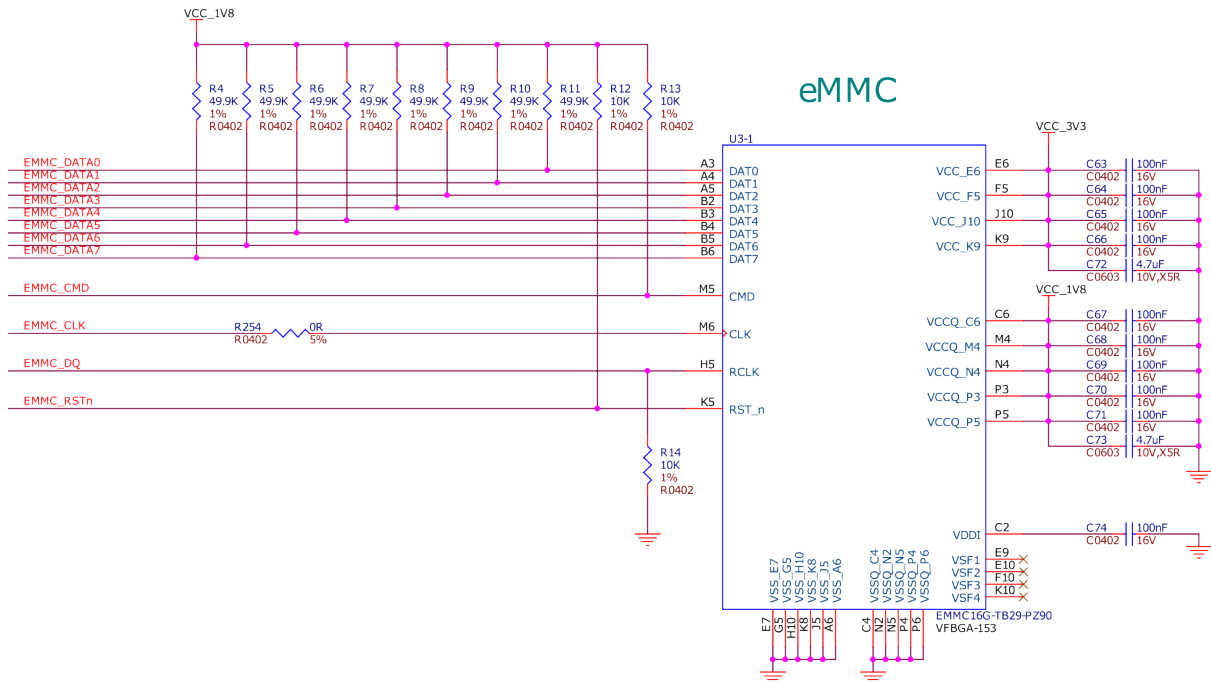 VCC_1V8
eMMC
R4
49.9K
1%
R0402
R5
49.9K
1%
R0402
R6
49.9K
1%
R0402
R7
49.9K
1%
R0402
R8
49.9K
1%
R0402
R9
49.9K
1%
R0402
R10
49.9K
1%
R0402
R11
49.9K
1%
R0402
R12
10K
1%
R0402
R13
10K
1%
R0402
EMMC_DATA0
EMMC_DATA1
EMMC_DATA2
EMMC_DATA3
EMMC_DATA4
EMMC_DATA5
EMMC_DATA6
EMMC_DATA7
EMMC_CMD
EMMC_CLK
R254
R0402
0R
5%
EMMC_DQ
EMMC_RSTn
R14
10K
1%
R0402
U3-1
A3 DAT0
A4 DAT1
A5 DAT2
B2 DAT3
B3 DAT4
B4 DAT5
B5 DAT6
B6 DAT7
M5 CMD
M6 CLK
H5 RCLK
K5 RST_n
VCC_3V3
VCC_E6 E6
VCC_F5 F5
VCC_J10 J10
VCC_K9 K9
C63 100nF
C0402 16V
C64 100nF
C0402 16V
C65 100nF
C0402 16V
C66 100nF
C0402 16V
C72 4.7uF
C0603 10V,X5R
VCC_1V8
VCCQ_C6 C6
VCCQ_M4 M4
VCCQ_N4 N4
VCCQ_P3 P3
VCCQ_P5 P5
C67 100nF
C0402 16V
C68 100nF
C0402 16V
C69 100nF
C0402 16V
C70 100nF
C0402 16V
C71 100nF
C0402 16V
C73 4.7uF
C0603 10V,X5R
VDDI C2
C74 100nF
C0402 16V
VSF1 E9
VSF2 E10
VSF3 F10
VSF4 K10
VSS_E7 E7
VSS_G5 G5
VSS_H10 H10
VSS_K8 K8
VSS_J5 J5
VSS_A6 A6
VSSQ_C4 C4
VSSQ_N2 N2
VSSQ_N5 N5
VSSQ_P4 P4
VSSQ_P6 P6
EMMC16G-TB29-PZ90
VFBGA-153